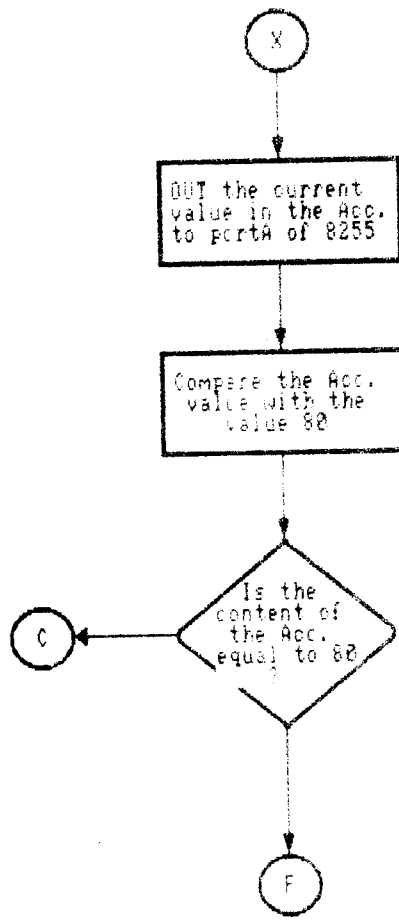 X
OUT the current
value in the Acc.
to portA of 8255
Compare the Acc.
value with the
value 80
Is the
content of
the Acc.
equal to 80
?
C
F